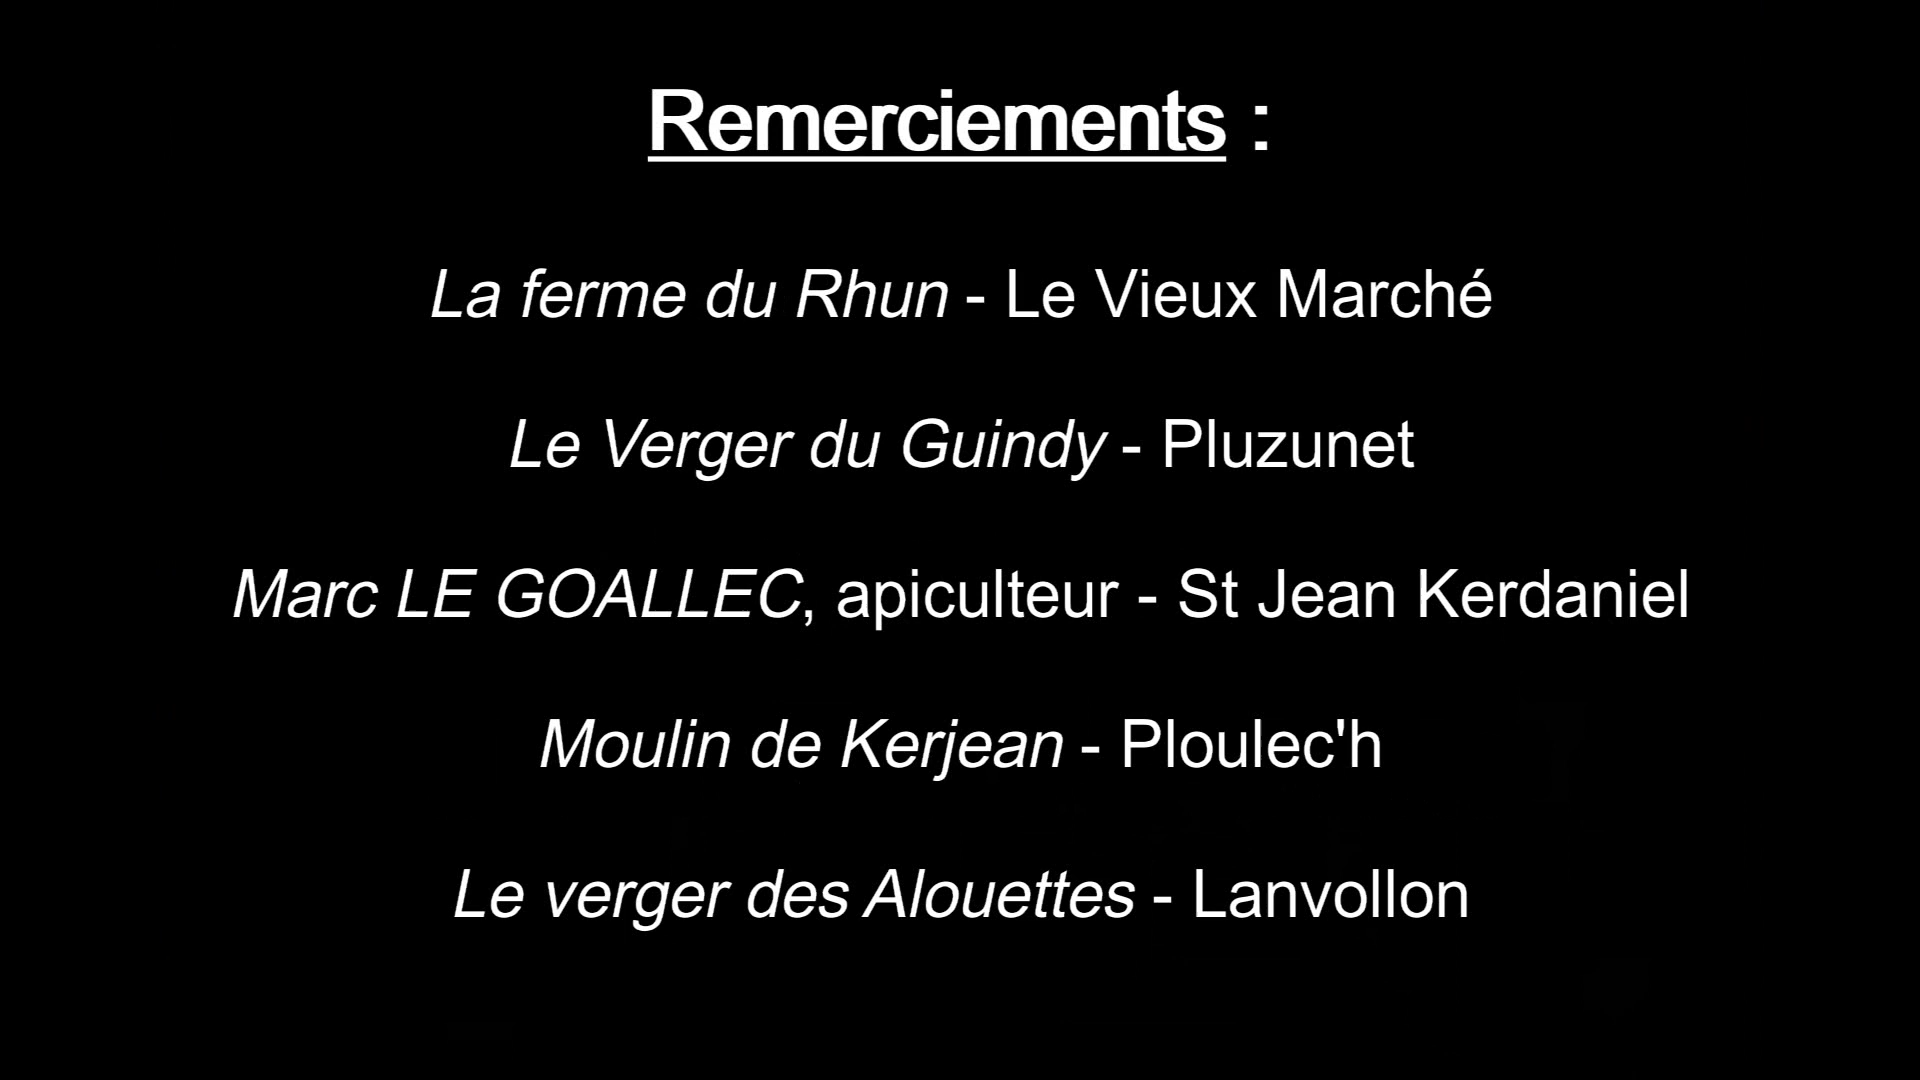 Remerciements :
La ferme du Rhun - Le Vieux Marché
Le Verger du Guindy - Pluzunet
Marc LE GOALLEC, apiculteur - St Jean Kerdaniel
Moulin de Kerjean - Ploulec'h
Le verger des Alouettes - Lanvollon